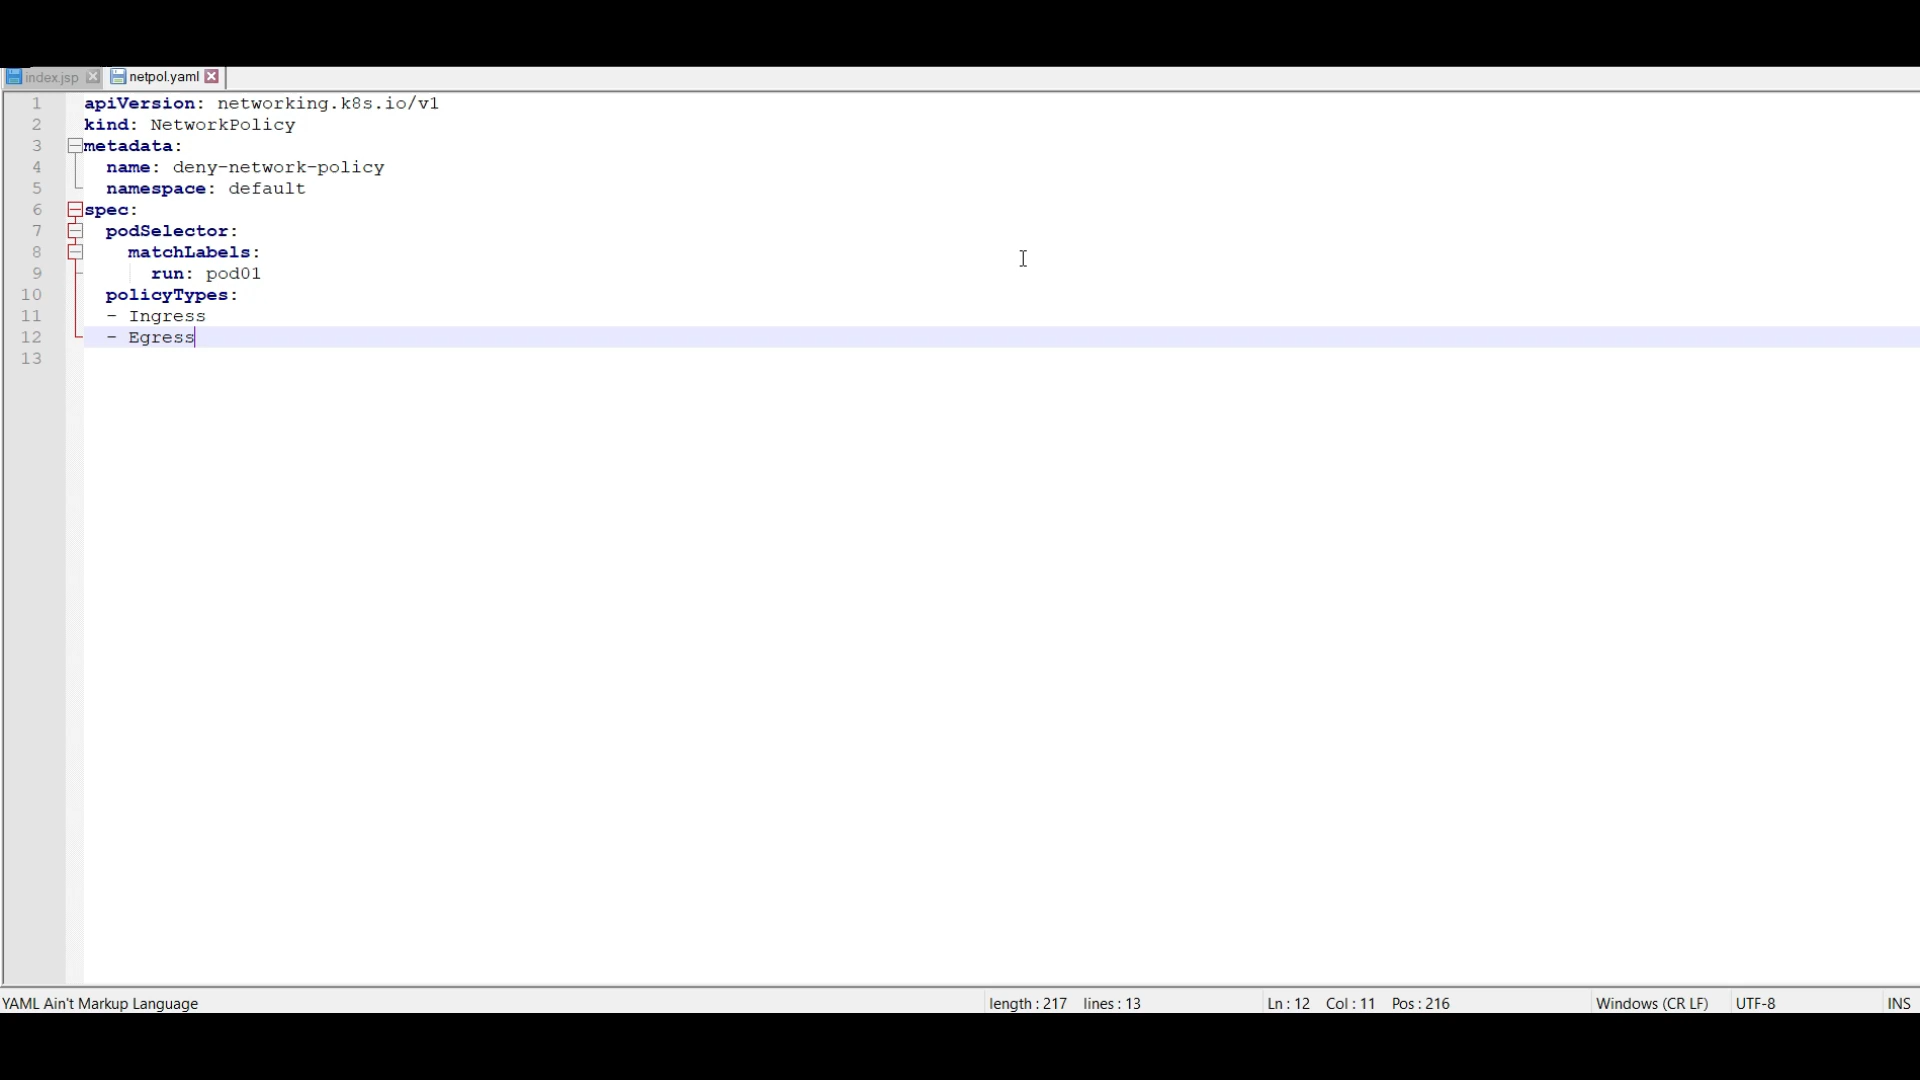 index.jsp netpol.yaml
1 apiVersion: networking.k8s.io/v1
2 kind: NetworkPolicy
3 metadata:
4   name: deny-network-policy
5   namespace: default
6 spec:
7   podSelector:
8     matchLabels:
9       run: pod01
10   policyTypes:
11   - Ingress
12   - Egress
13
YAML Ain't Markup Language length : 217 lines : 13 Ln : 12 Col : 11 Pos : 216 Windows (CR LF) UTF-8 INS